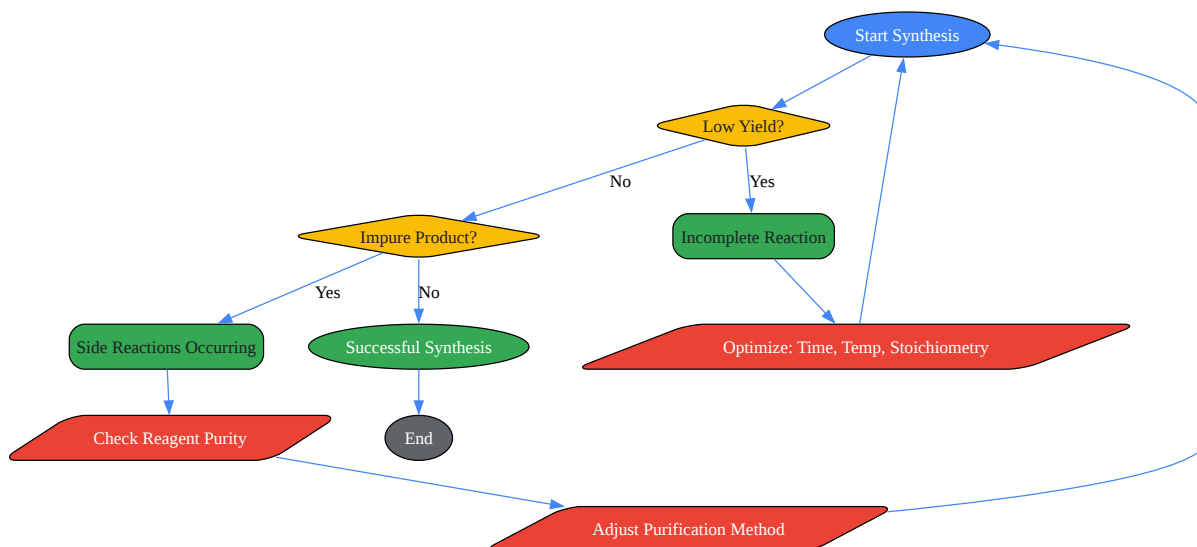 Start Synthesis
Low Yield?
No
Yes
Impure Product?
Incomplete Reaction
Yes
No
Side Reactions Occurring
Successful Synthesis
Optimize: Time, Temp, Stoichiometry
Check Reagent Purity
End
Adjust Purification Method